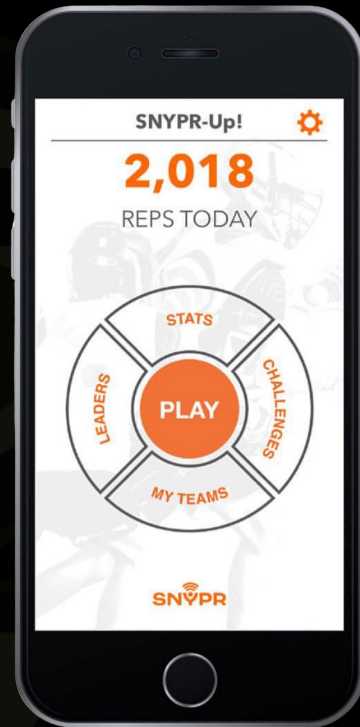 SNYPR-Up!
2,018
REPS TODAY
STATS
LEADERS
CHALLENGES
PLAY
MY TEAMS
SNYPR